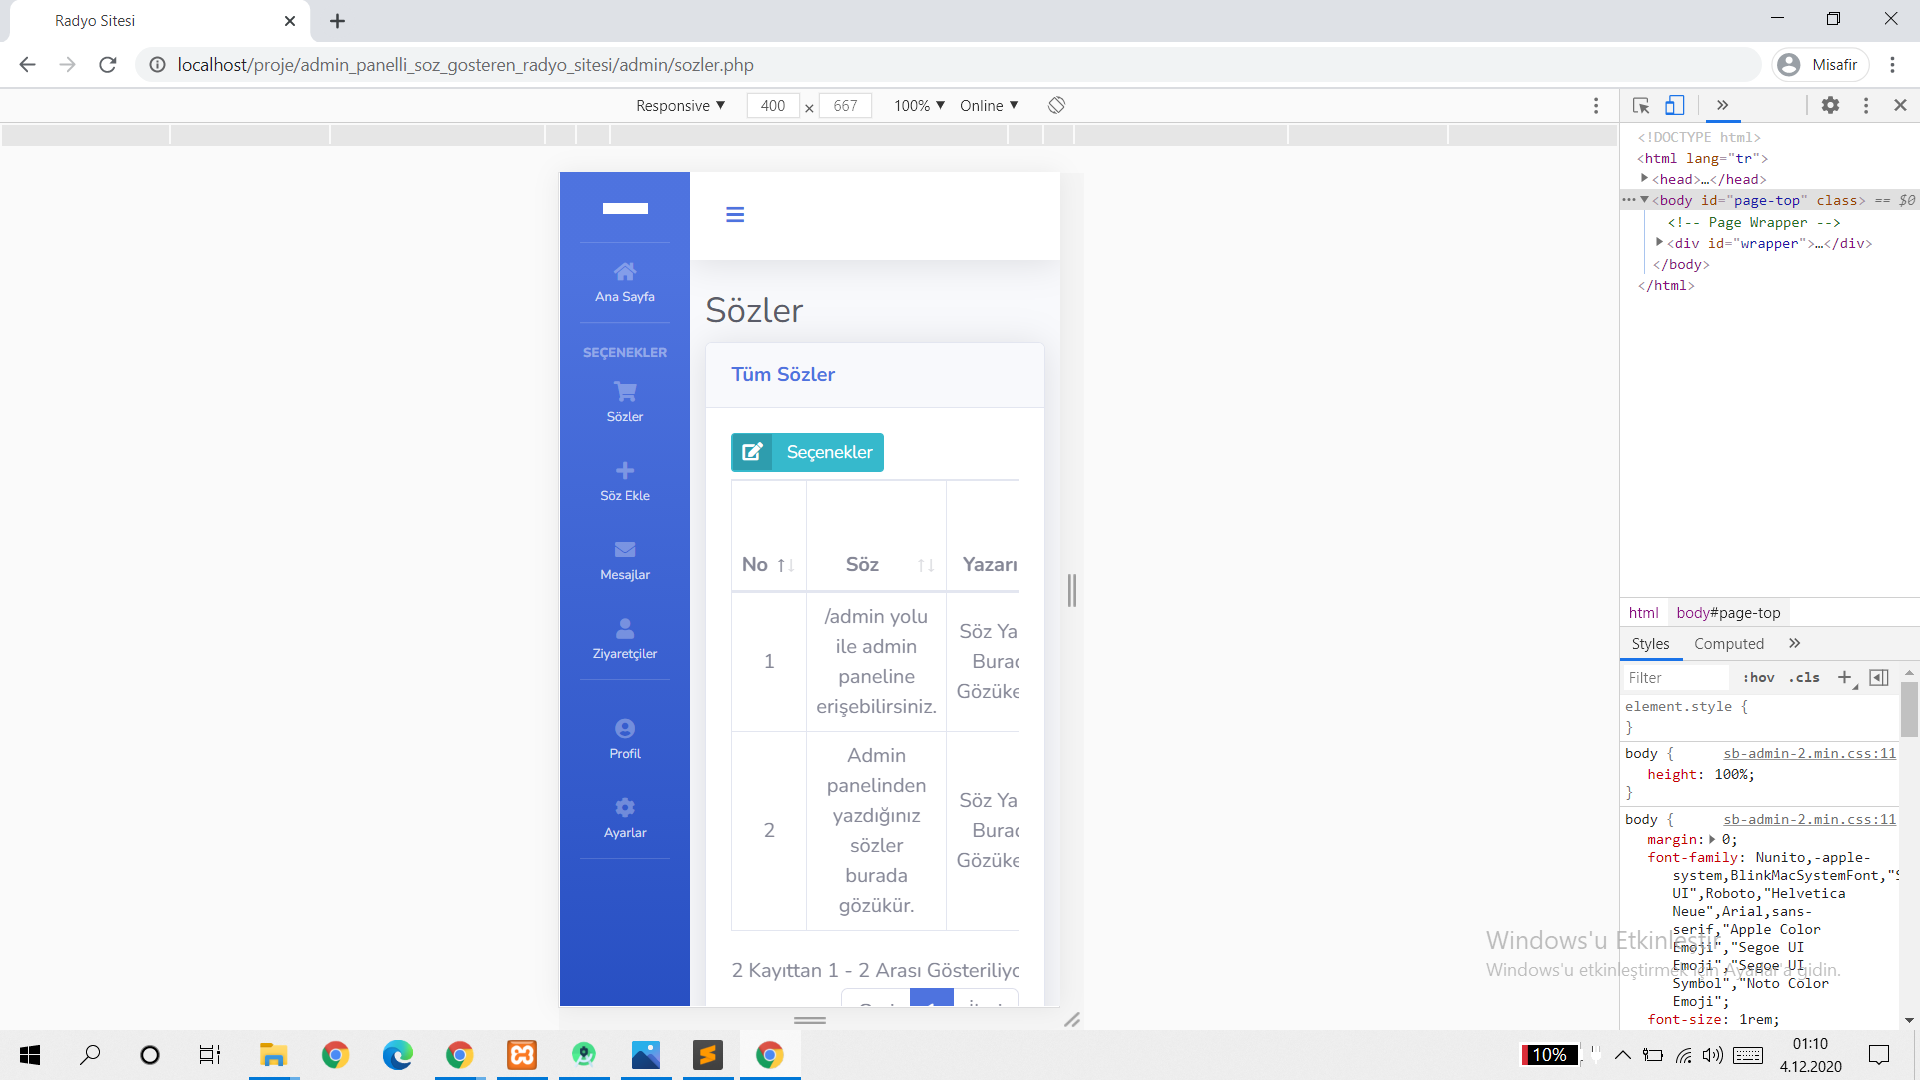 Radyo Sitesi
localhost/proje/admin_panelli_soz_gosteren_radyo_sitesi/admin/sozler.php
Misafir
Responsive ▼ 400 × 667 100% ▼ Online ▼
<!DOCTYPE html>
<html lang="tr">
<head>…</head>
<body id="page-top" class> == $0
<!-- Page Wrapper -->
<div id="wrapper">…</div>
</body>
</html>
Ana Sayfa
SEÇENEKLER
Sözler
Söz Ekle
Mesajlar
Ziyaretçiler
Profil
Ayarlar
Sözler
Tüm Sözler
Seçenekler
No Söz Yazarı
1
/admin yolu
ile admin
paneline
erişebilirsiniz.
Söz Ya
Burad
Gözüke
2
Admin
panelinden
yazdığınız
sözler
burada
gözükür.
Söz Ya
Burad
Gözüke
2 Kayıttan 1 - 2 Arası Gösteriliyo
html body#page-top
Styles Computed
Filter :hov .cls
element.style {
}
body { sb-admin-2.min.css:11
height: 100%;
}
body { sb-admin-2.min.css:11
margin: 0;
font-family: Nunito,-apple-
system,BlinkMacSystemFont,"S
UI",Roboto,"Helvetica
Neue",Arial,sans-
serif,"Apple Color
Emoji","Segoe UI
Emoji","Segoe UI
Symbol","Noto Color
Emoji";
font-size: 1rem;
Windows'u Etkinleştir
Windows'u etkinleştirmek için Ayarlar'a gidin.
10%
01:10
4.12.2020